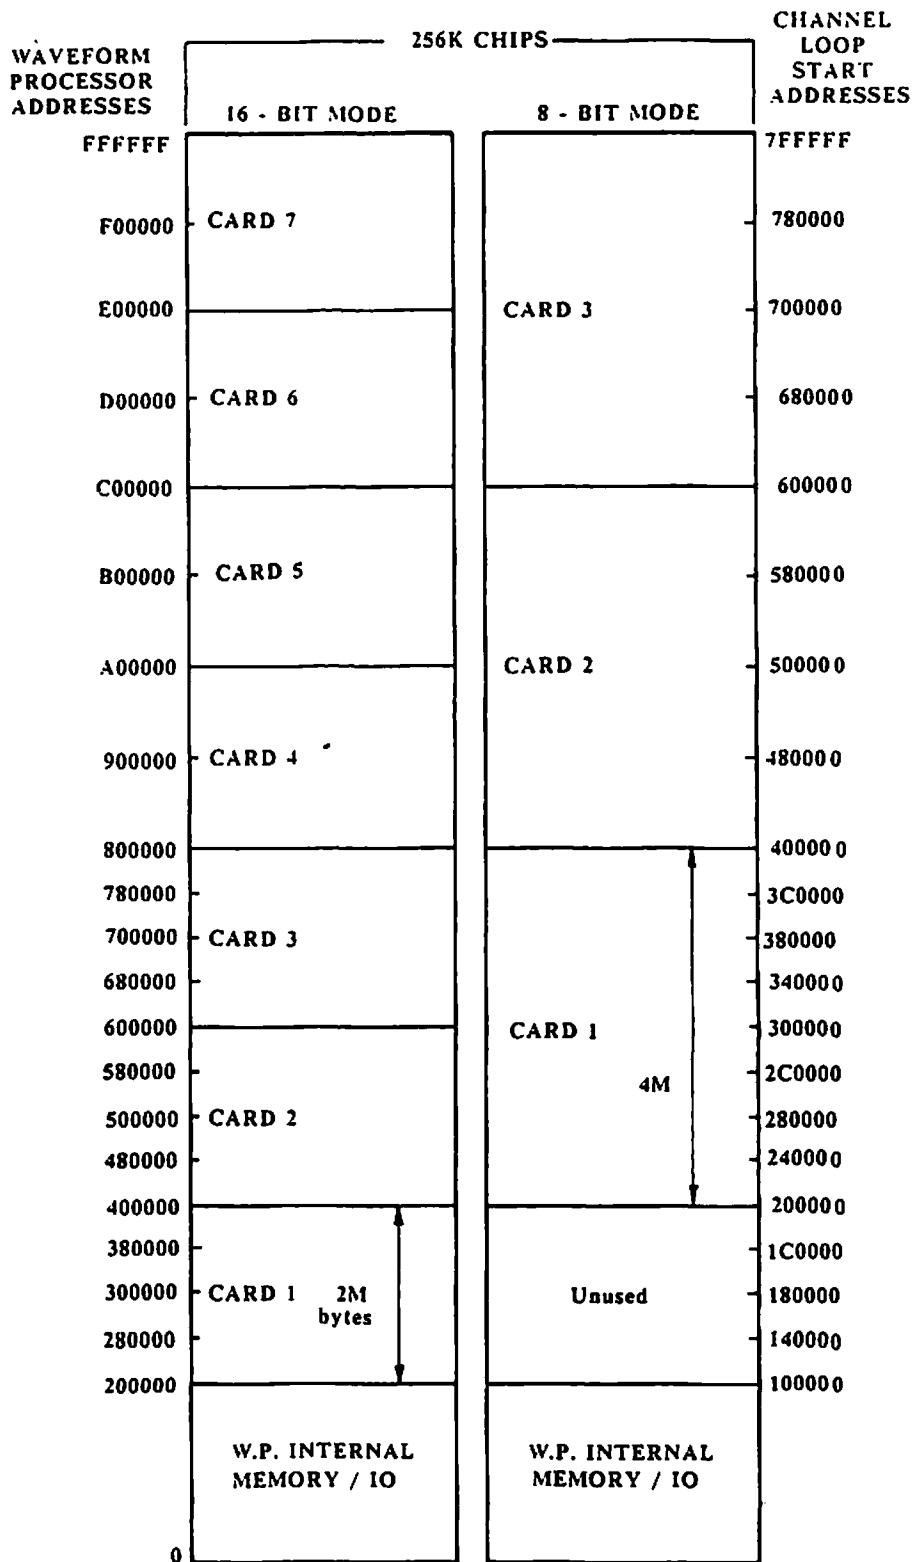 256K CHIPS
WAVEFORM
PROCESSOR
ADDRESSES
CHANNEL
LOOP
START
ADDRESSES
16 - BIT MODE
8 - BIT MODE
FFFFFF
7FFFFF
F00000
CARD 7
780000
E00000
CARD 3
700000
D00000
CARD 6
680000
C00000
600000
B00000
CARD 5
580000
A00000
CARD 2
500000
900000
CARD 4
480000
800000
400000
780000
3C0000
700000
CARD 3
380000
680000
340000
600000
CARD 1
300000
580000
4M
2C0000
500000
CARD 2
280000
480000
240000
400000
200000
380000
1C0000
300000
CARD 1
2M
bytes
Unused
180000
280000
140000
200000
100000
W.P. INTERNAL
MEMORY / IO
W.P. INTERNAL
MEMORY / IO
0